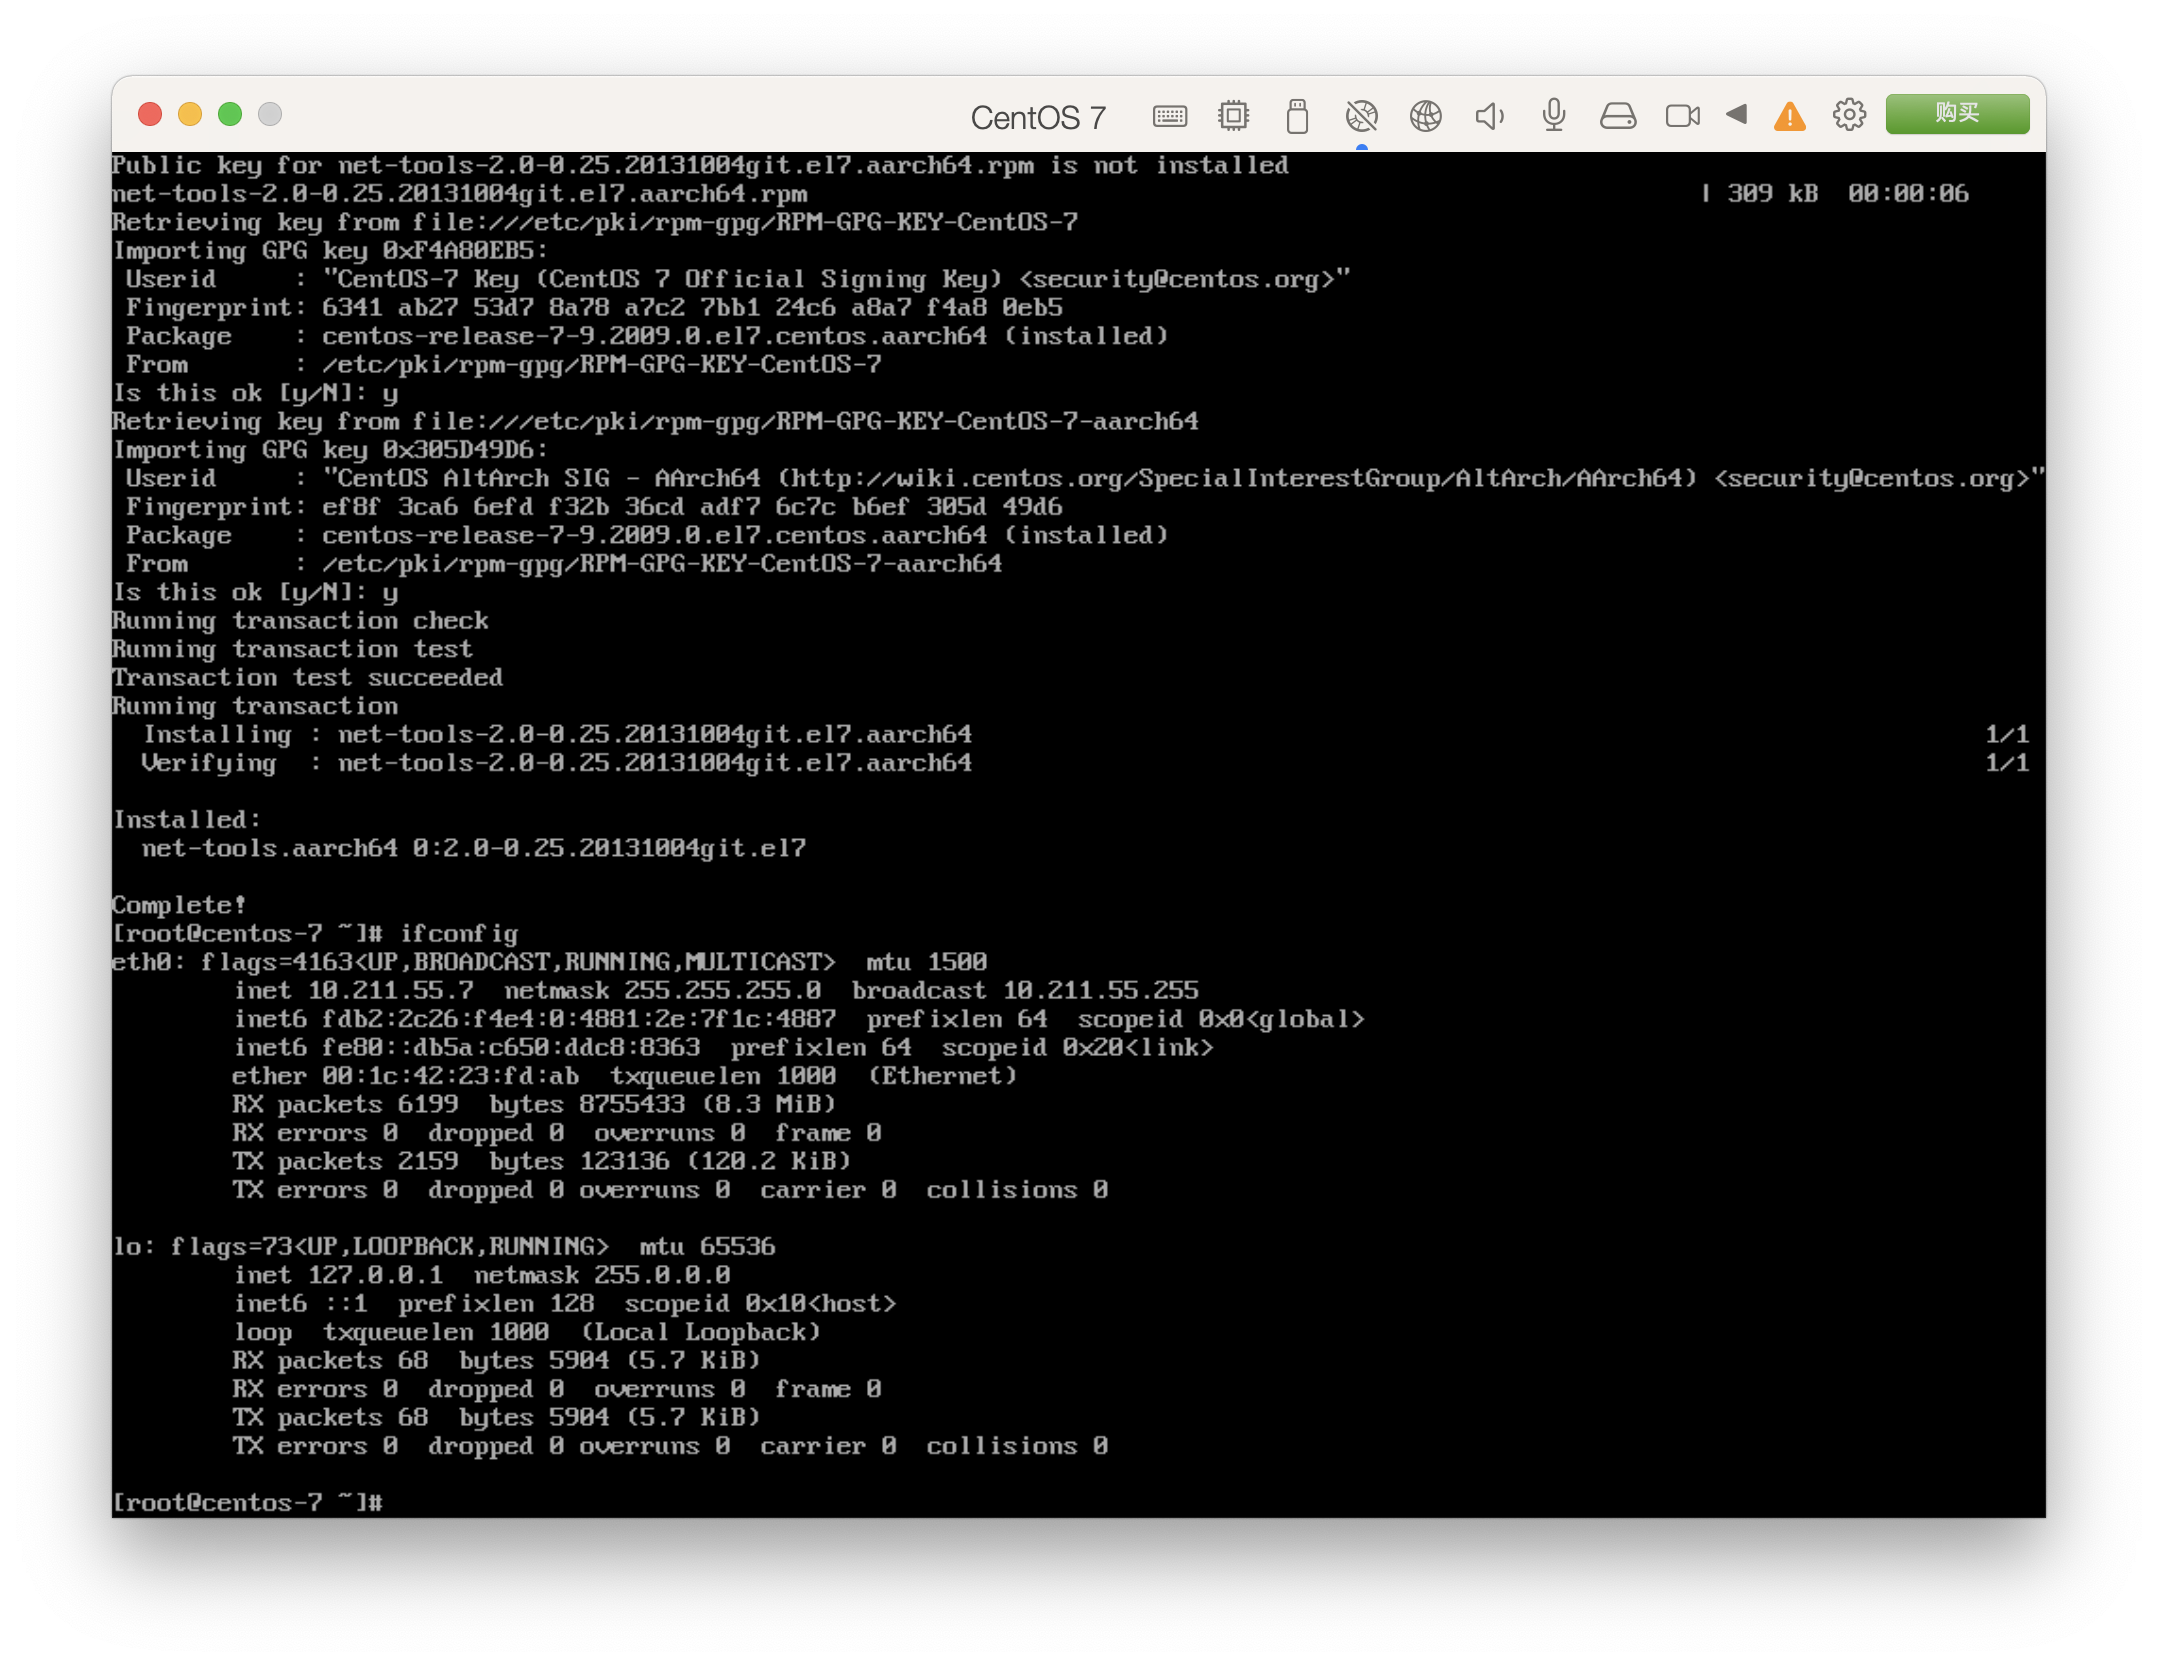 CentOS 7
购买
Public key for net-tools-2.0-0.25.20131004git.el7.aarch64.rpm is not installed
net-tools-2.0-0.25.20131004git.el7.aarch64.rpm | 309 kB 00:00:06
Retrieving key from file:///etc/pki/rpm-gpg/RPM-GPG-KEY-CentOS-7
Importing GPG key 0xF4A80EB5:
Userid : "CentOS-7 Key (CentOS 7 Official Signing Key) <security@centos.org>"
Fingerprint: 6341 ab27 53d7 8a78 a7c2 7bb1 24c6 a8a7 f4a8 0eb5
Package : centos-release-7-9.2009.0.el7.centos.aarch64 (installed)
From : /etc/pki/rpm-gpg/RPM-GPG-KEY-CentOS-7
Is this ok [y/N]: y
Retrieving key from file:///etc/pki/rpm-gpg/RPM-GPG-KEY-CentOS-7-aarch64
Importing GPG key 0x305D49D6:
Userid : "CentOS AltArch SIG - AArch64 (http://wiki.centos.org/SpecialInterestGroup/AltArch/AArch64) <security@centos.org>"
Fingerprint: ef8f 3ca6 6efd f32b 36cd adf7 6c7c b6ef 305d 49d6
Package : centos-release-7-9.2009.0.el7.centos.aarch64 (installed)
From : /etc/pki/rpm-gpg/RPM-GPG-KEY-CentOS-7-aarch64
Is this ok [y/N]: y
Running transaction check
Running transaction test
Transaction test succeeded
Running transaction
Installing : net-tools-2.0-0.25.20131004git.el7.aarch64 1/1
Verifying : net-tools-2.0-0.25.20131004git.el7.aarch64 1/1
Installed:
net-tools.aarch64 0:2.0-0.25.20131004git.el7
Complete!
[root@centos-7 ~]# ifconfig
eth0: flags=4163<UP,BROADCAST,RUNNING,MULTICAST> mtu 1500
inet 10.211.55.7 netmask 255.255.255.0 broadcast 10.211.55.255
inet6 fdb2:2c26:f4e4:0:4881:2e:7f1c:4887 prefixlen 64 scopeid 0x0<global>
inet6 fe80::db5a:c650:ddc8:8363 prefixlen 64 scopeid 0x20<link>
ether 00:1c:42:23:fd:ab txqueuelen 1000 (Ethernet)
RX packets 6199 bytes 8755433 (8.3 MiB)
RX errors 0 dropped 0 overruns 0 frame 0
TX packets 2159 bytes 123136 (120.2 KiB)
TX errors 0 dropped 0 overruns 0 carrier 0 collisions 0
lo: flags=73<UP,LOOPBACK,RUNNING> mtu 65536
inet 127.0.0.1 netmask 255.0.0.0
inet6 ::1 prefixlen 128 scopeid 0x10<host>
loop txqueuelen 1000 (Local Loopback)
RX packets 68 bytes 5904 (5.7 KiB)
RX errors 0 dropped 0 overruns 0 frame 0
TX packets 68 bytes 5904 (5.7 KiB)
TX errors 0 dropped 0 overruns 0 carrier 0 collisions 0
[root@centos-7 ~]#